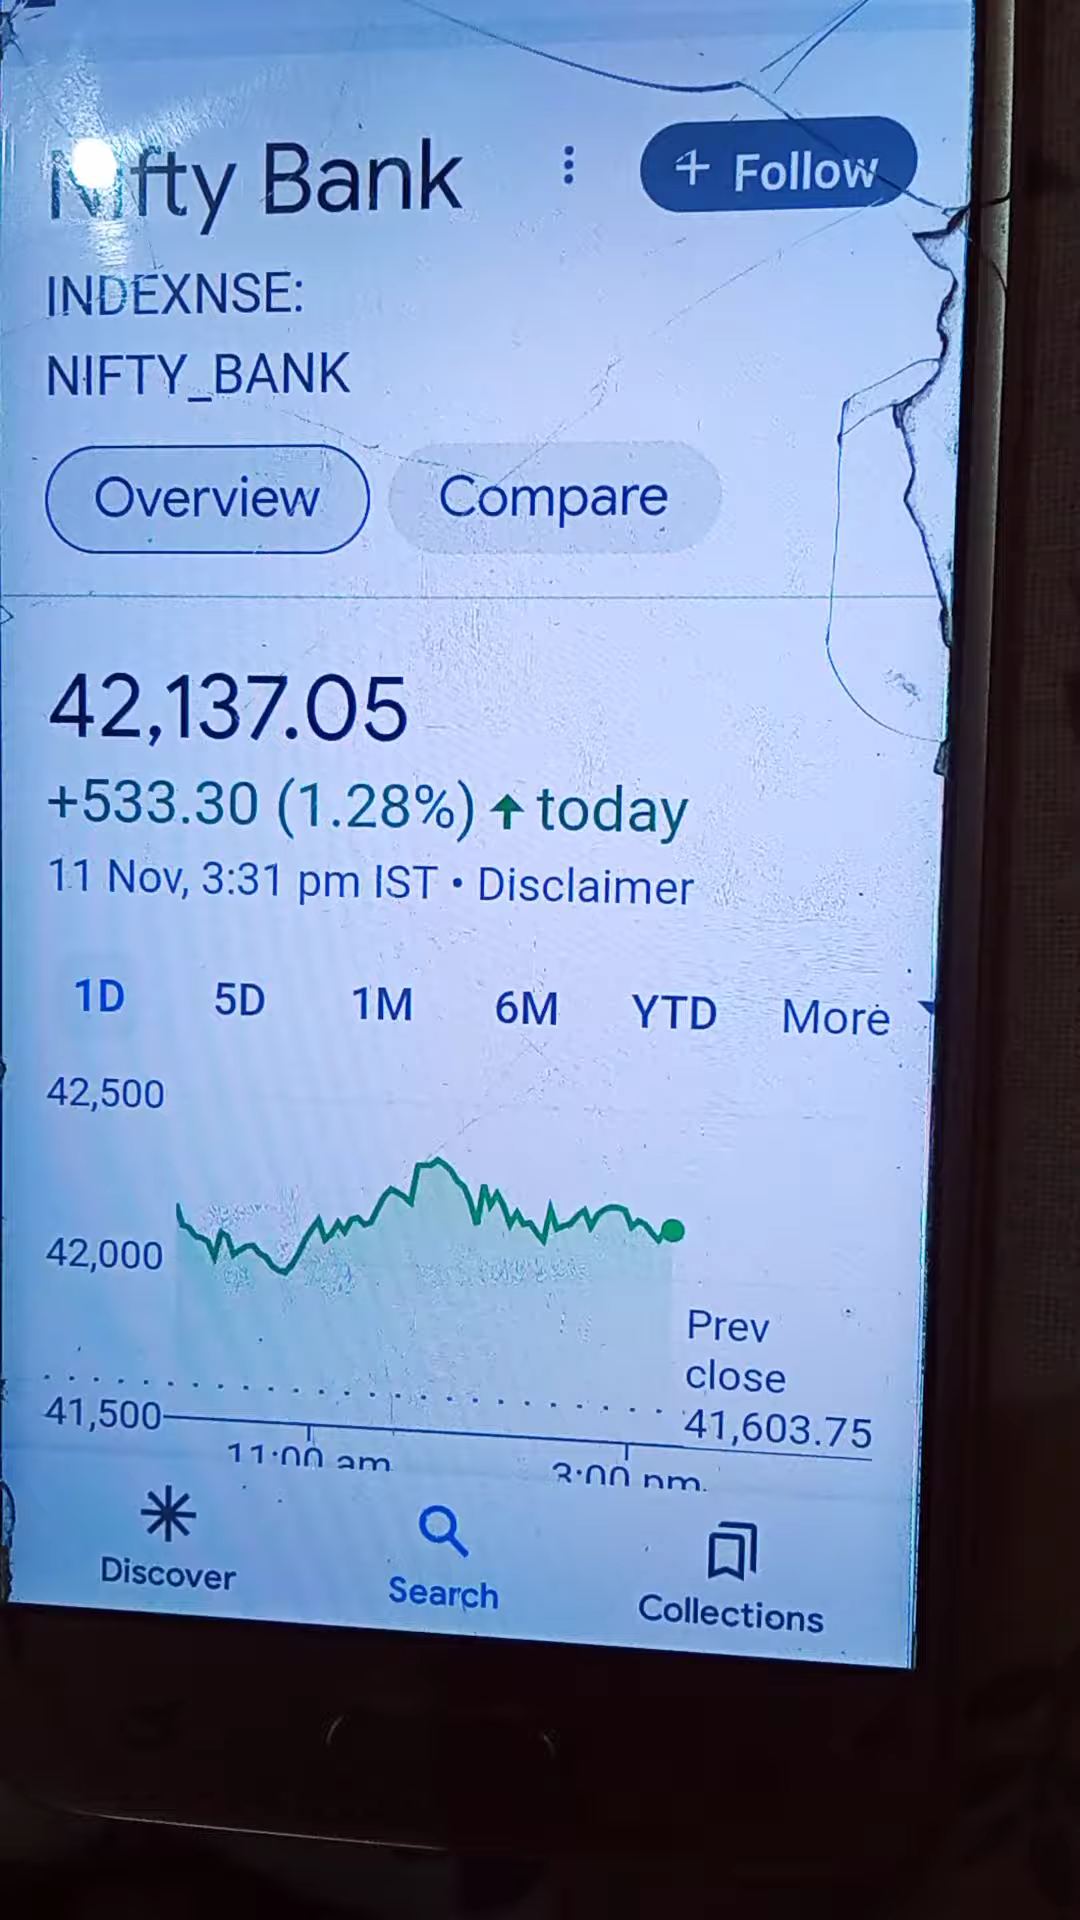 Nifty Bank
+ Follow
INDEXNSE:
NIFTY_BANK
Overview
Compare
42,137.05
+533.30 (1.28%) ↑ today
11 Nov, 3:31 pm IST • Disclaimer
1D 5D 1M 6M YTD More
42,500
42,000
Prev
close
41,603.75
41,500
11:00 am
3:00 pm
Discover
Search
Collections